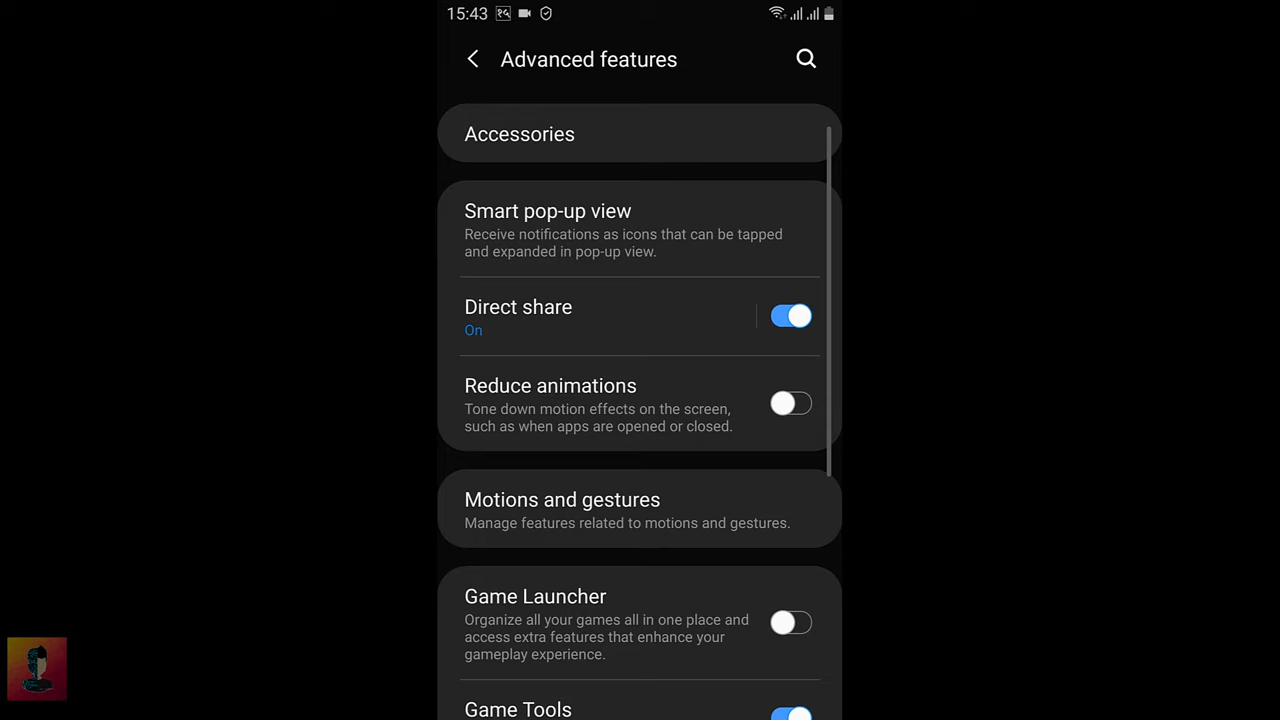 15:43
Advanced features
Accessories
Smart pop-up view
Receive notifications as icons that can be tapped
and expanded in pop-up view.
Direct share
On
Reduce animations
Tone down motion effects on the screen,
such as when apps are opened or closed.
Motions and gestures
Manage features related to motions and gestures.
Game Launcher
Organize all your games all in one place and
access extra features that enhance your
gameplay experience.
Game Tools